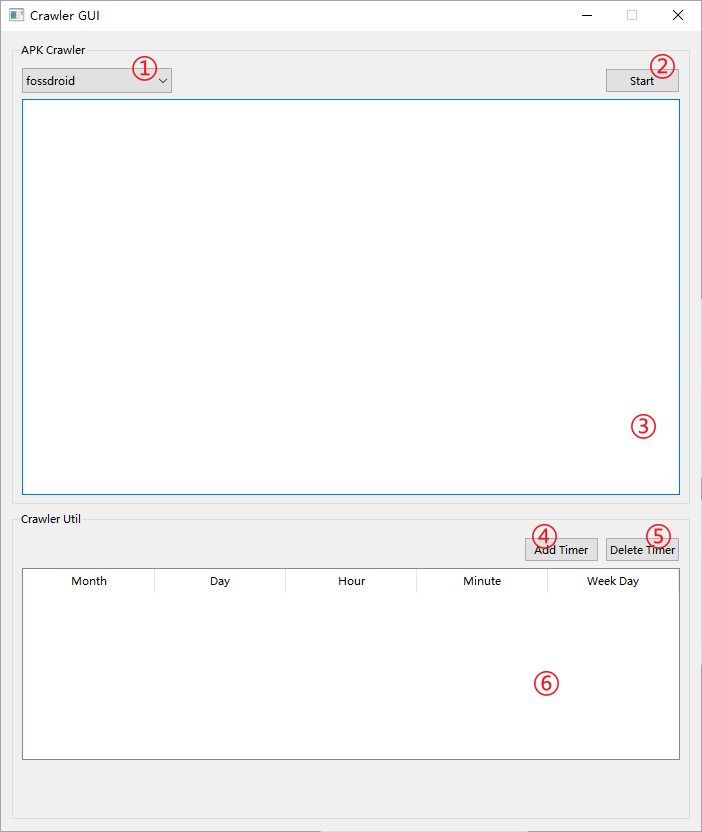 Crawler GUI
APK Crawler
fossdroid ①
Start ②
③
Crawler Util
Add Timer ④ Delete Timer ⑤
Month Day Hour Minute Week Day
⑥